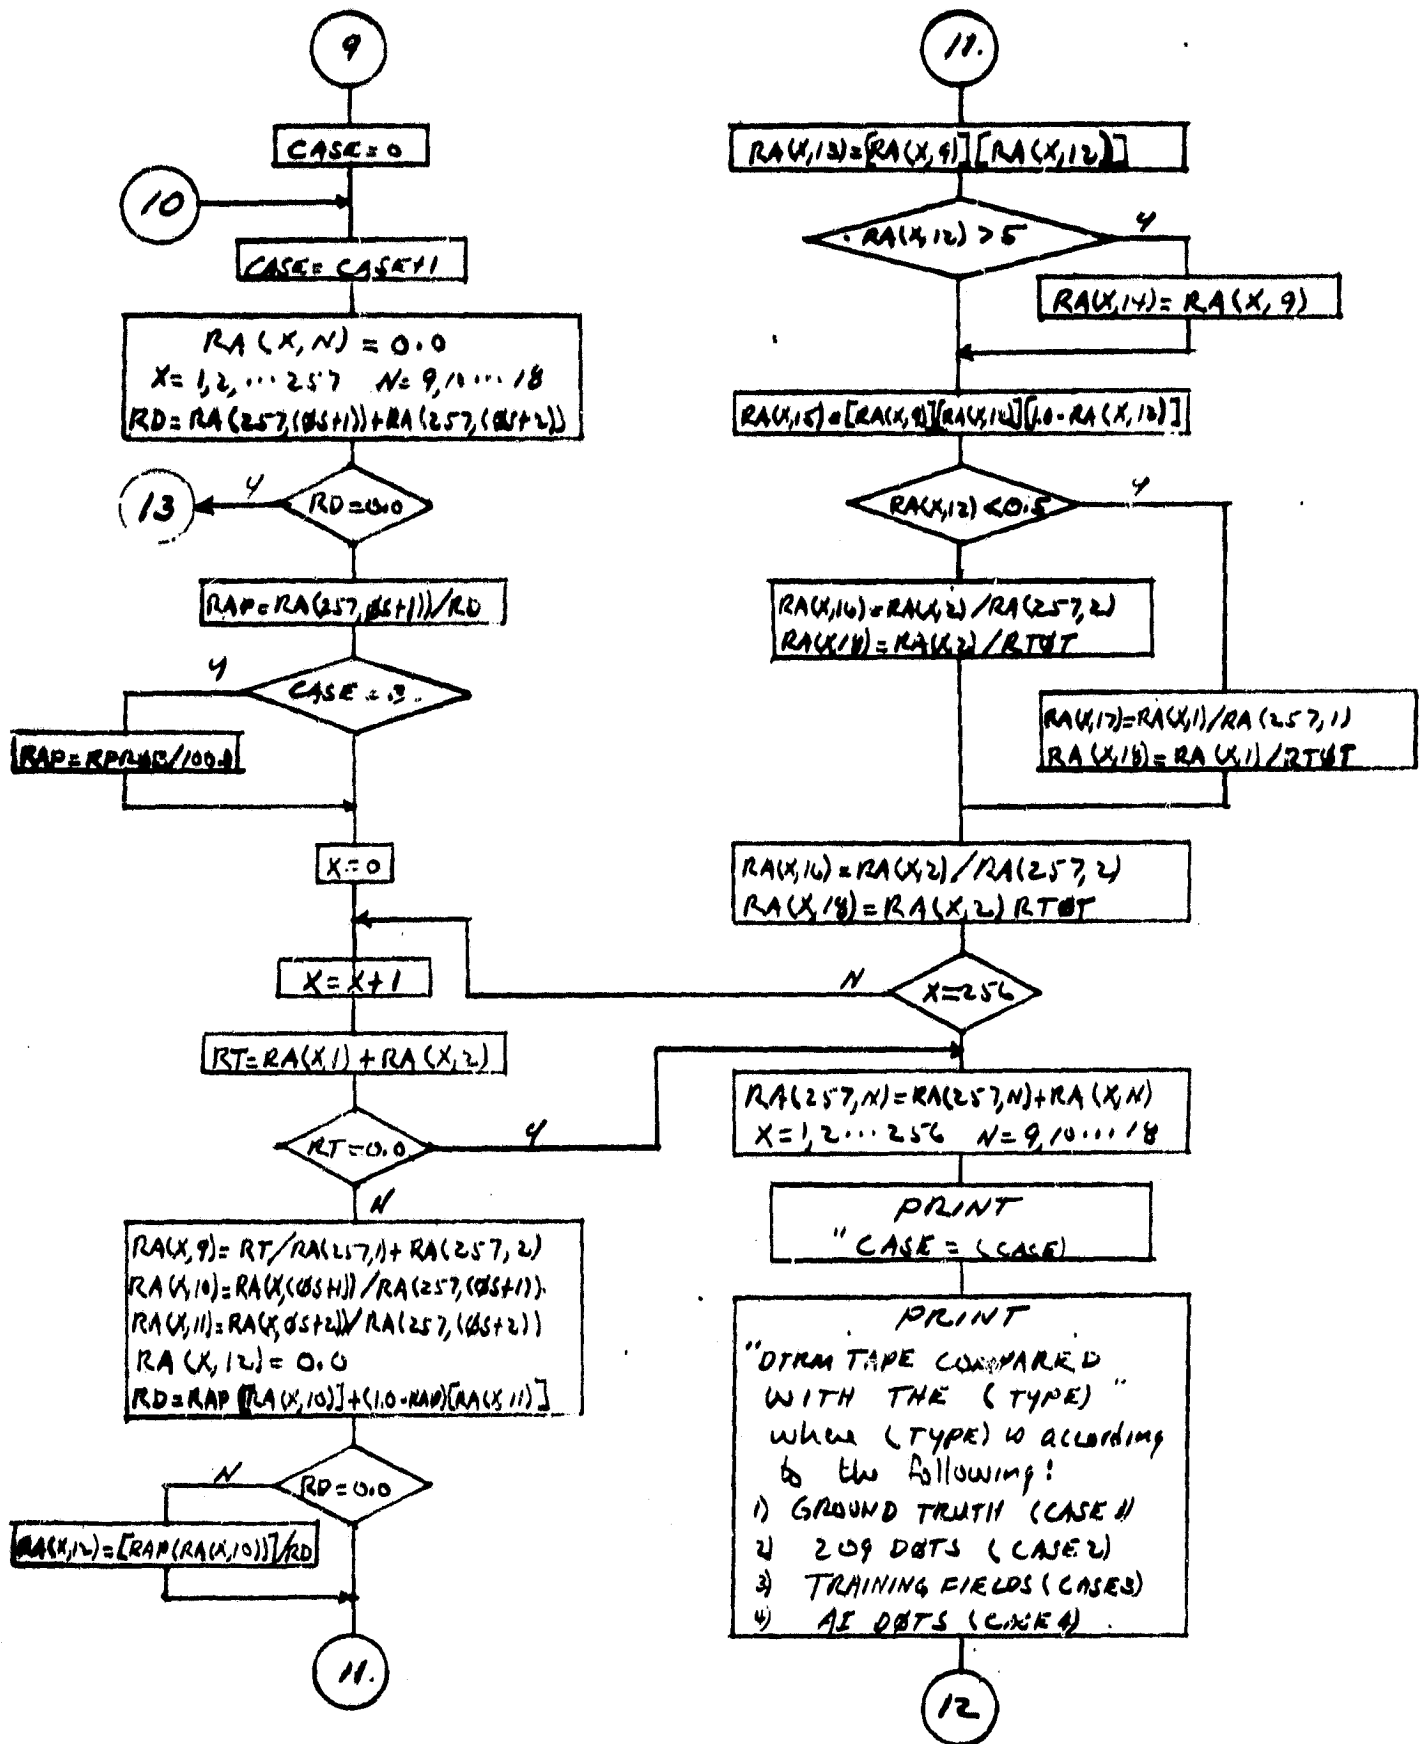 9
CASE=0
10
CASE= CASE+1
RA(X,N)=0.0
X=1,2,...257 N=9,10...18
RD=RA(257,(ØS+1))+RA(257,(ØS+2))
Y
13
RD=0.0
RAP=RA(257,ØS+1))/RD
Y
CASE=3
RAP=RPRØP/100.0
X=0
X=X+1
RT=RA(X,1)+RA(X,2)
RT=0.0
Y
N
RA(X,9)=RT/RA(257,1)+RA(257,2)
RA(X,10)=RA(X,(ØS+1))/RA(257,(ØS+1)).
RA(X,11)=RA(X,ØS+2))/RA(257,(ØS+2))
RA(X,12)=0.0
RD=RAP[RA(X,10)]+(1.0-RAP)[RA(X,11)]
N
RD=0.0
RA(X,12)=[RAP(RA(X,10))]/RD
11.
11.
RA(X,13)=[RA(X,9)][RA(X,12)]
RA(X,12)>5
Y
RA(X,14)=RA(X,9)
RA(X,15)=[RA(X,9)][RA(X,12)][1.0-RA(X,12)]
RA(X,12)<0.5
Y
RA(X,16)=RA(X,2)/RA(257,2)
RA(X,18)=RA(X,2)/RTØT
RA(X,17)=RA(X,1)/RA(257,1)
RA(X,18)=RA(X,1)/RTØT
RA(X,16)=RA(X,2)/RA(257,2)
RA(X,18)=RA(X,2)RTØT
N
X=256
RA(257,N)=RA(257,N)+RA(X,N)
X=1,2...256 N=9,10...18
PRINT
"CASE=(CASE)
PRINT
"DTRM TAPE COMPARED
WITH THE (TYPE)"
where (TYPE) is according
to the following:
1) GROUND TRUTH (CASE 1)
2) 209 DØTS (CASE 2)
3) TRAINING FIELDS (CASE 3)
4) AI DØTS (CASE 4)
12